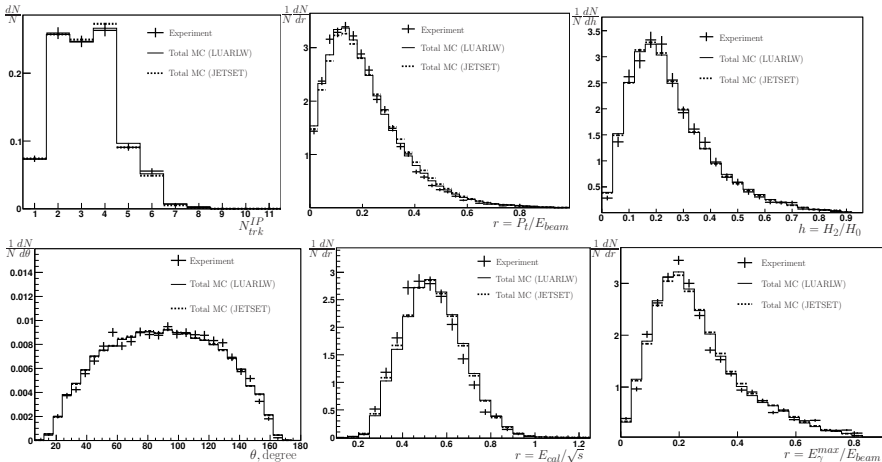 dN/N
Experiment
Total MC (LUARLW)
Total MC (JETSET)
0.2
0.1
0
1 2 3 4 5 6 7 8 9 10 11
N_{trk}^{IP}
1/N dN/dr
Experiment
Total MC (LUARLW)
Total MC (JETSET)
3
2
1
0 0.2 0.4 0.6 0.8
r = P_t/E_{beam}
1/N dN/dh
Experiment
Total MC (LUARLW)
Total MC (JETSET)
3.5
3
2.5
2
1.5
1
0.5
0 0.1 0.2 0.3 0.4 0.5 0.6 0.7 0.8 0.9
h = H_2/H_0
1/N dN/dθ
Experiment
Total MC (LUARLW)
Total MC (JETSET)
0.014
0.012
0.01
0.008
0.006
0.004
0.002
0
20 40 60 80 100 120 140 160 180
θ, degree
1/N dN/dr
Experiment
Total MC (LUARLW)
Total MC (JETSET)
3.5
3
2.5
2
1.5
1
0.5
0
0.2 0.4 0.6 0.8 1 1.2
r = E_{cal}/√s
1/N dN/dr
Experiment
Total MC (LUARLW)
Total MC (JETSET)
3
2
1
0 0.2 0.4 0.6 0.8
r = E_γ^{max}/E_{beam}